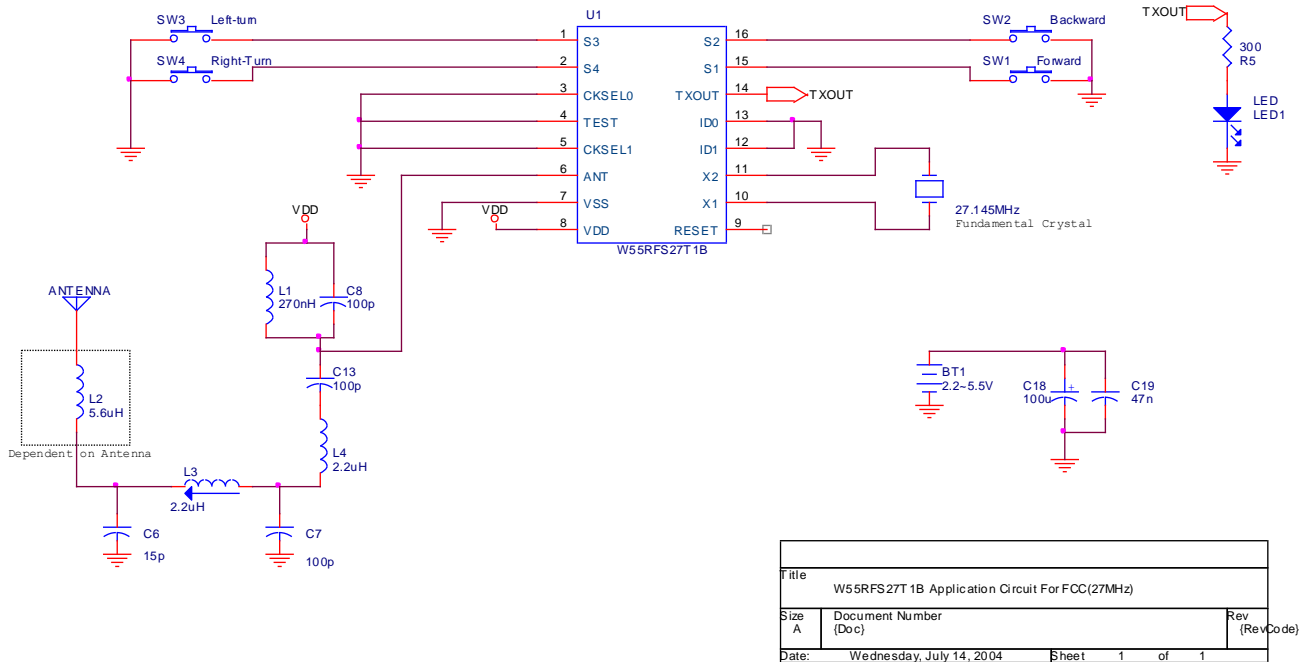 U1
SW3 Left-turn
SW4 Right-Turn
1 S3
2 S4
3 CKSEL0
4 TEST
5 CKSEL1
6 ANT
7 VSS
8 VDD
S2 16
S1 15
TXOUT 14
ID0 13
ID1 12
X2 11
X1 10
RESET 9
W55RFS27T1B
SW2 Backward
SW1 Forward
TXOUT
TXOUT
300
R5
LED
LED1
27.145MHz
Fundamental Crystal
VDD
VDD
L1
270nH
C8
100p
ANTENNA
L2
5.6uH
Dependent on Antenna
C13
100p
L4
2.2uH
L3
2.2uH
C6
15p
C7
100p
BT1
2.2~5.5V
C18
100u
+
C19
47n
Title
W55RFS27T1B Application Circuit For FCC(27MHz)
Size
A
Document Number
{Doc}
Rev
{RevCode}
Date: Wednesday, July 14, 2004 Sheet 1 of 1